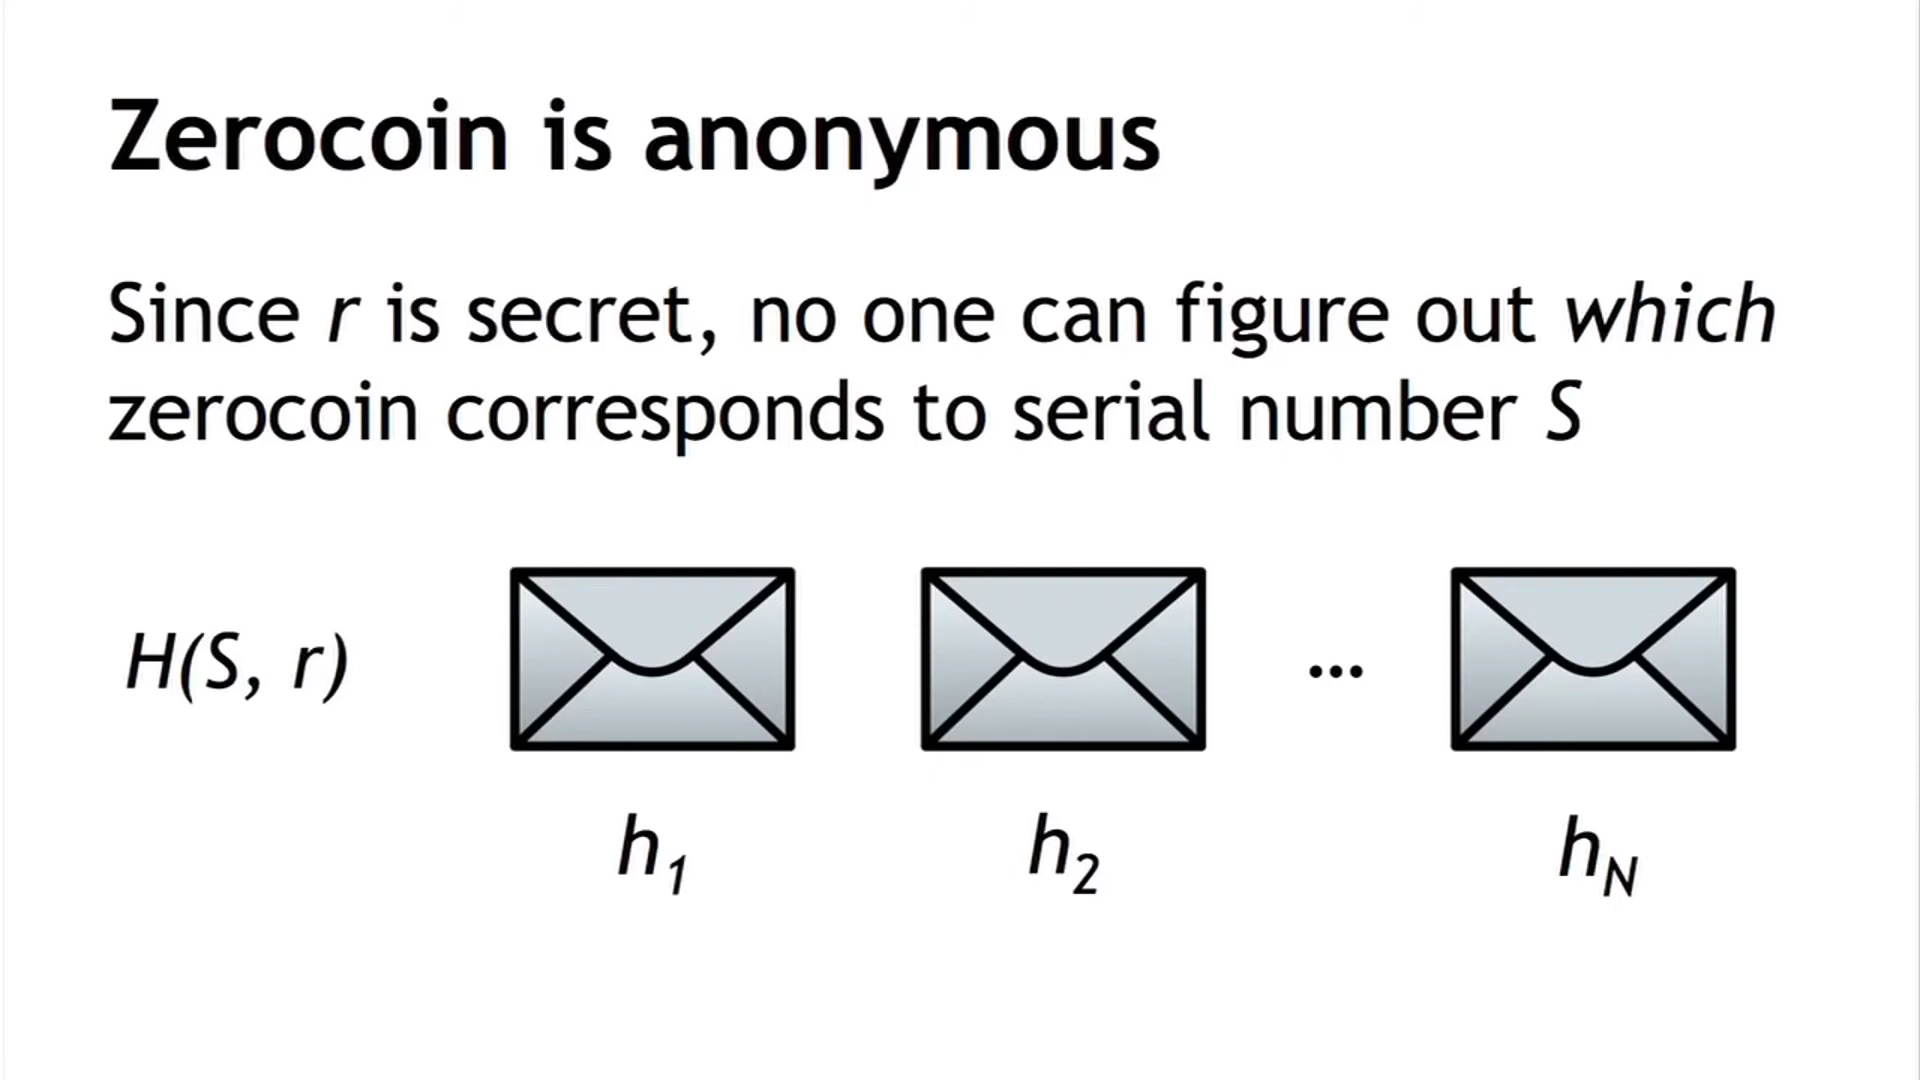 Zerocoin is anonymous
Since r is secret, no one can figure out which
zerocoin corresponds to serial number S
H(S, r)
...
h1
h2
hN